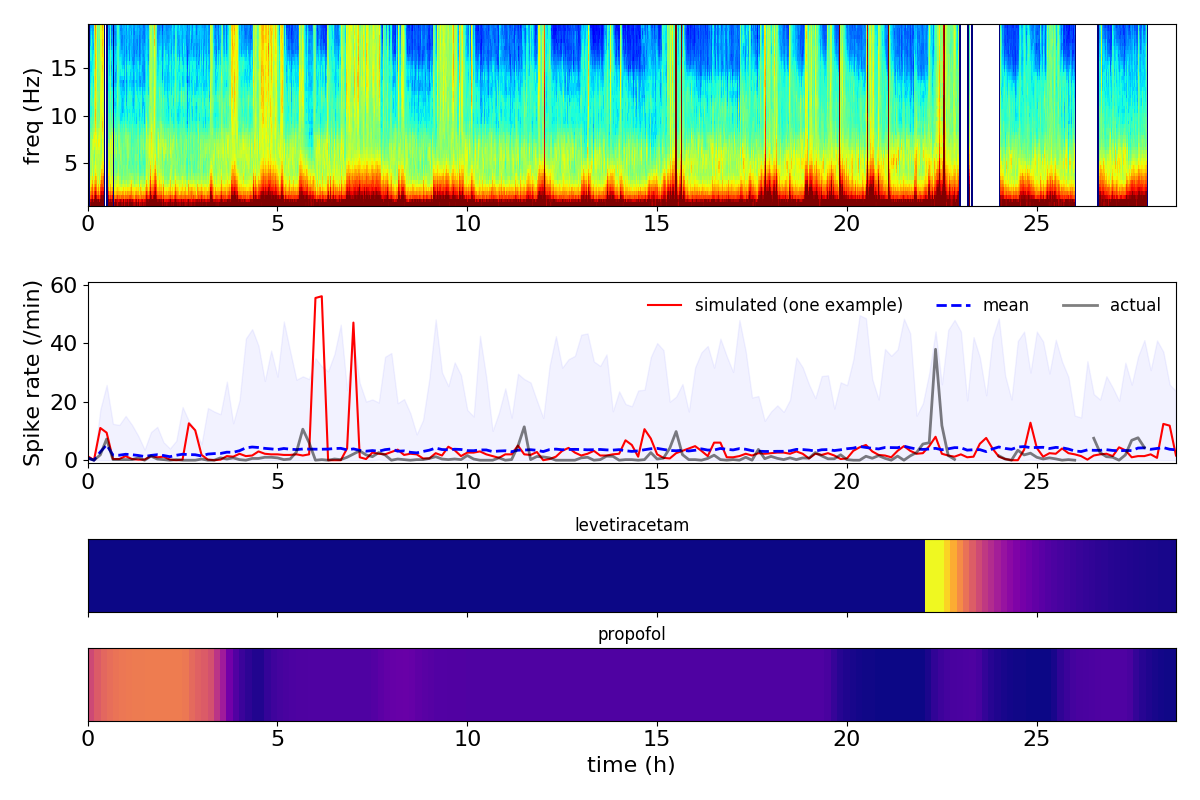 freq (Hz)
15
10
5
0 5 10 15 20 25
Spike rate (/min)
60
40
20
0
simulated (one example) mean actual
0 5 10 15 20 25
levetiracetam
propofol
0 5 10 15 20 25
time (h)